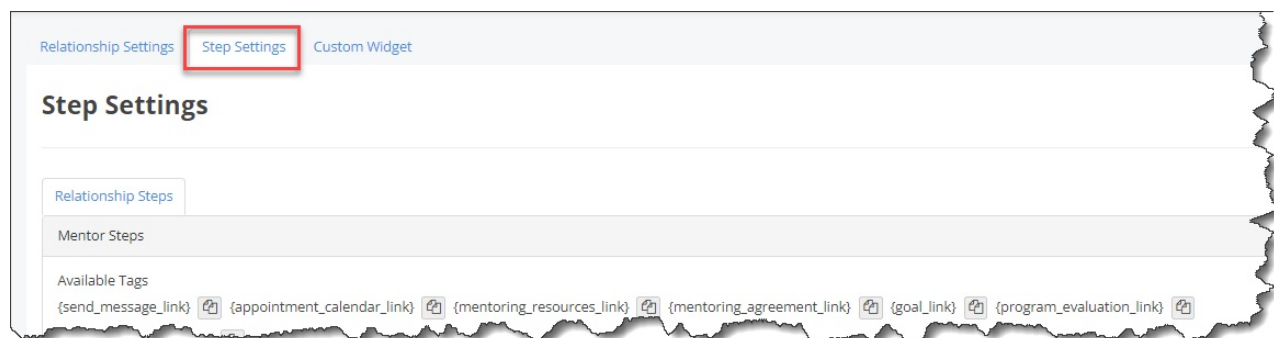 Relationship Settings Step Settings Custom Widget
Step Settings
Relationship Steps
Mentor Steps
Available Tags
{send_message_link} {appointment_calendar_link} {mentoring_resources_link} {mentoring_agreement_link} {goal_link} {program_evaluation_link}